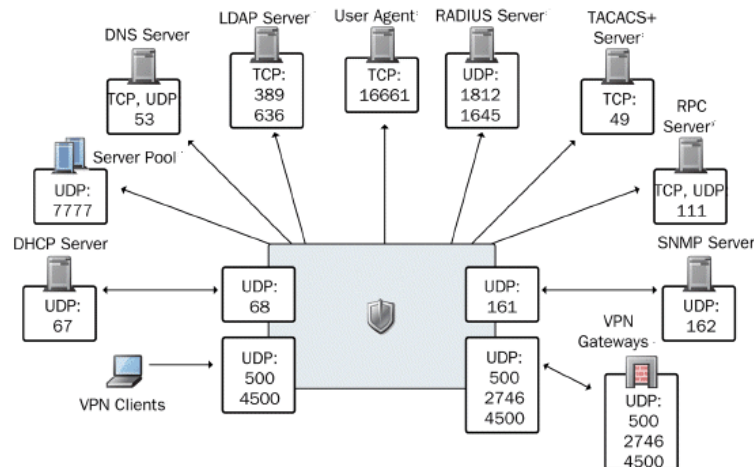 LDAP Server
User Agent
RADIUS Server
TACACS+
Server
DNS Server
TCP:
389
636
TCP:
16661
UDP:
1812
1645
TCP, UDP
53
TCP:
49
RPC
Server
Server Pool
UDP:
7777
TCP, UDP
111
DHCP Server
SNMP Server
UDP:
67
UDP:
68
UDP:
161
UDP:
162
VPN
Gateways
UDP:
500
4500
UDP:
500
2746
4500
VPN Clients
UDP:
500
2746
4500